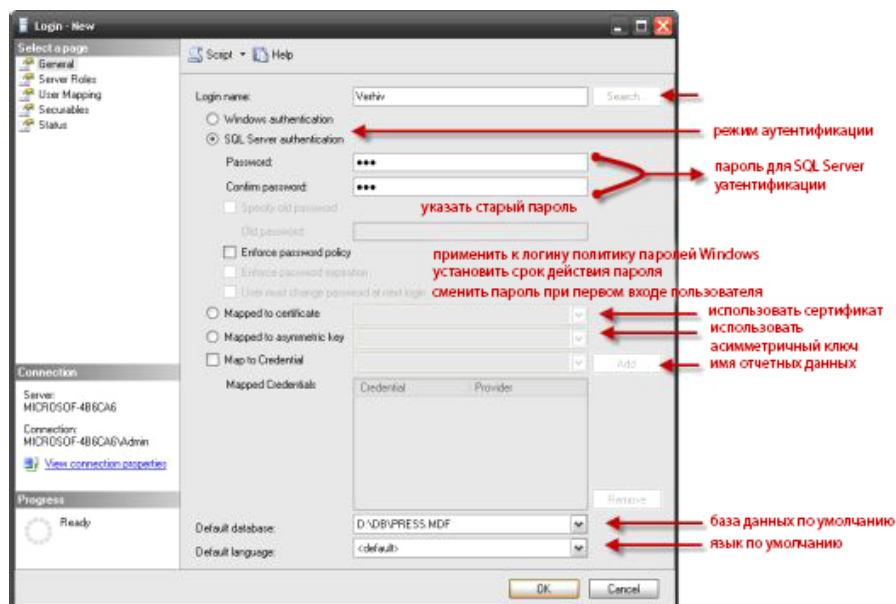 Login - New
Select a page
General
Server Roles
User Mapping
Securables
Status
Script Help
Login name: Verhiv Search...
Windows authentication
SQL Server authentication
режим аутентификации
Password: •••
пароль для SQL Server
уатентификации
Confirm password: •••
Specify old password
указать старый пароль
Old password:
Enforce password policy
применить к логину политику паролей Windows
Enforce password expiration
установить срок действия пароля
User must change password at next login
сменить пароль при первом входе пользователя
Mapped to certificate
использовать сертификат
Mapped to asymmetric key
использовать
асимметричный ключ
Map to Credential Add
имя отчетных данных
Mapped Credentials Credential Provider
Remove
Connection
Server:
MICROSOF-4B6CA6
Connection:
MICROSOF-4B6CA6\Admin
View connection properties
Progress
Ready
Default database: D:\DB\PRESS.MDF
база данных по умолчанию
Default language: <default>
язык по умолчанию
OK Cancel